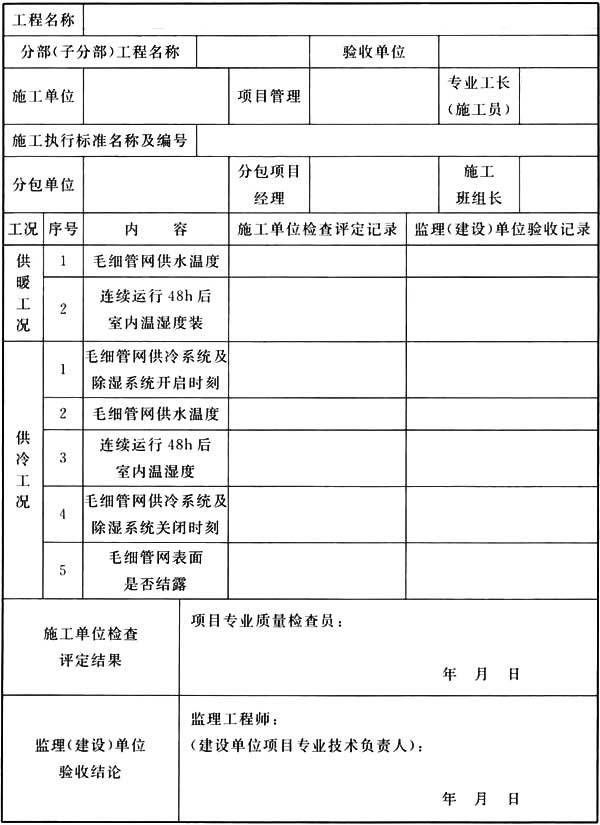 工程名称
分部(子分部)工程名称 验收单位
施工单位 项目管理 专业工长
(施工员)
施工执行标准名称及编号
分包单位 分包项目
经理 施工
班组长
工况 序号 内 容 施工单位检查评定记录 监理(建设)单位验收记录
供暖工况
1 毛细管网供水温度
2 连续运行48h后
室内温湿度装
供冷工况
1 毛细管网供冷系统及
除湿系统开启时刻
2 毛细管网供水温度
3 连续运行48h后
室内温湿度
4 毛细管网供冷系统及
除湿系统关闭时刻
5 毛细管网表面
是否结露
施工单位检查
评定结果
项目专业质量检查员:
年 月 日
监理(建设)单位
验收结论
监理工程师:
(建设单位项目专业技术负责人):
年 月 日